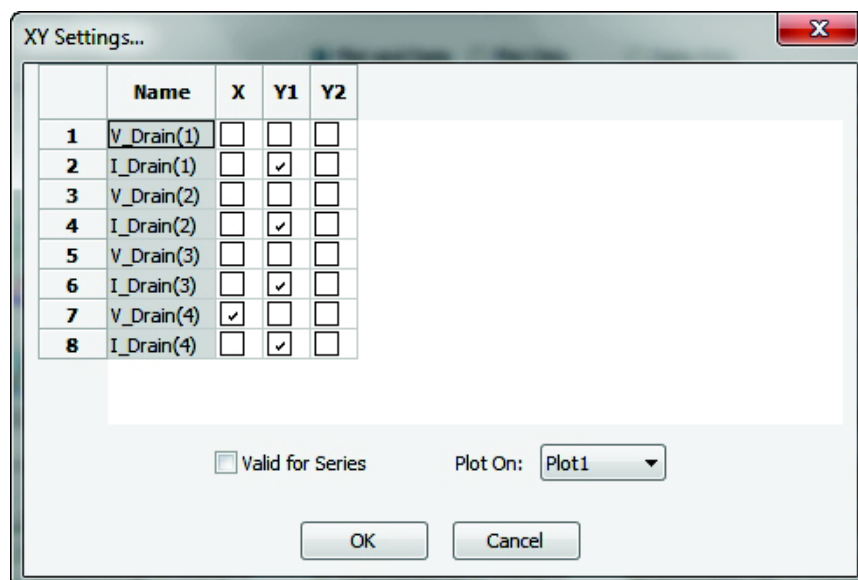 XY Settings...
Name X Y1 Y2
1 V_Drain(1)
2 I_Drain(1)
3 V_Drain(2)
4 I_Drain(2)
5 V_Drain(3)
6 I_Drain(3)
7 V_Drain(4)
8 I_Drain(4)
Valid for Series Plot On: Plot1
OK Cancel